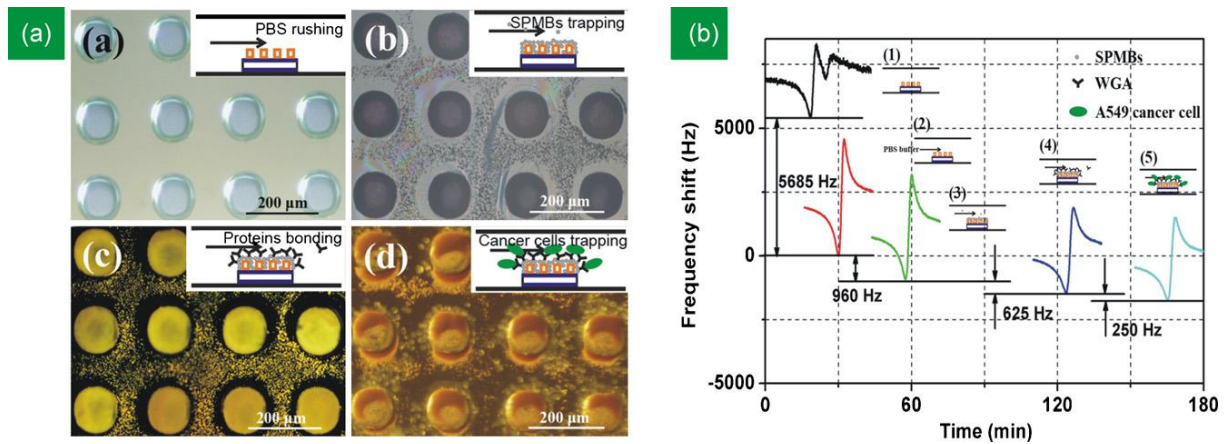 (a)
(a)
PBS rushing
200 μm
(b)
SPMBs trapping
200 μm
(c)
Proteins bonding
200 μm
(d)
Cancer cells trapping
200 μm
(b)
Frequency shift (Hz)
5000
0
-5000
5685 Hz
960 Hz
625 Hz
250 Hz
(1)
(2)
PBS buffer
(3)
(4)
(5)
SPMBs
WGA
A549 cancer cell
0
60
120
180
Time (min)